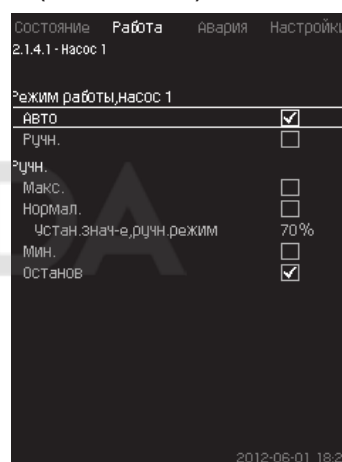 Состояние Работа Авария Настройки
2.1.4.1 - Насос 1
Режим работы,насос 1
АВТО
Ручн.
Ручн.
Макс.
Нормал.
Устан.знач-е,ручн.режим 70%
Мин.
Останов
2012-06-01 18:2